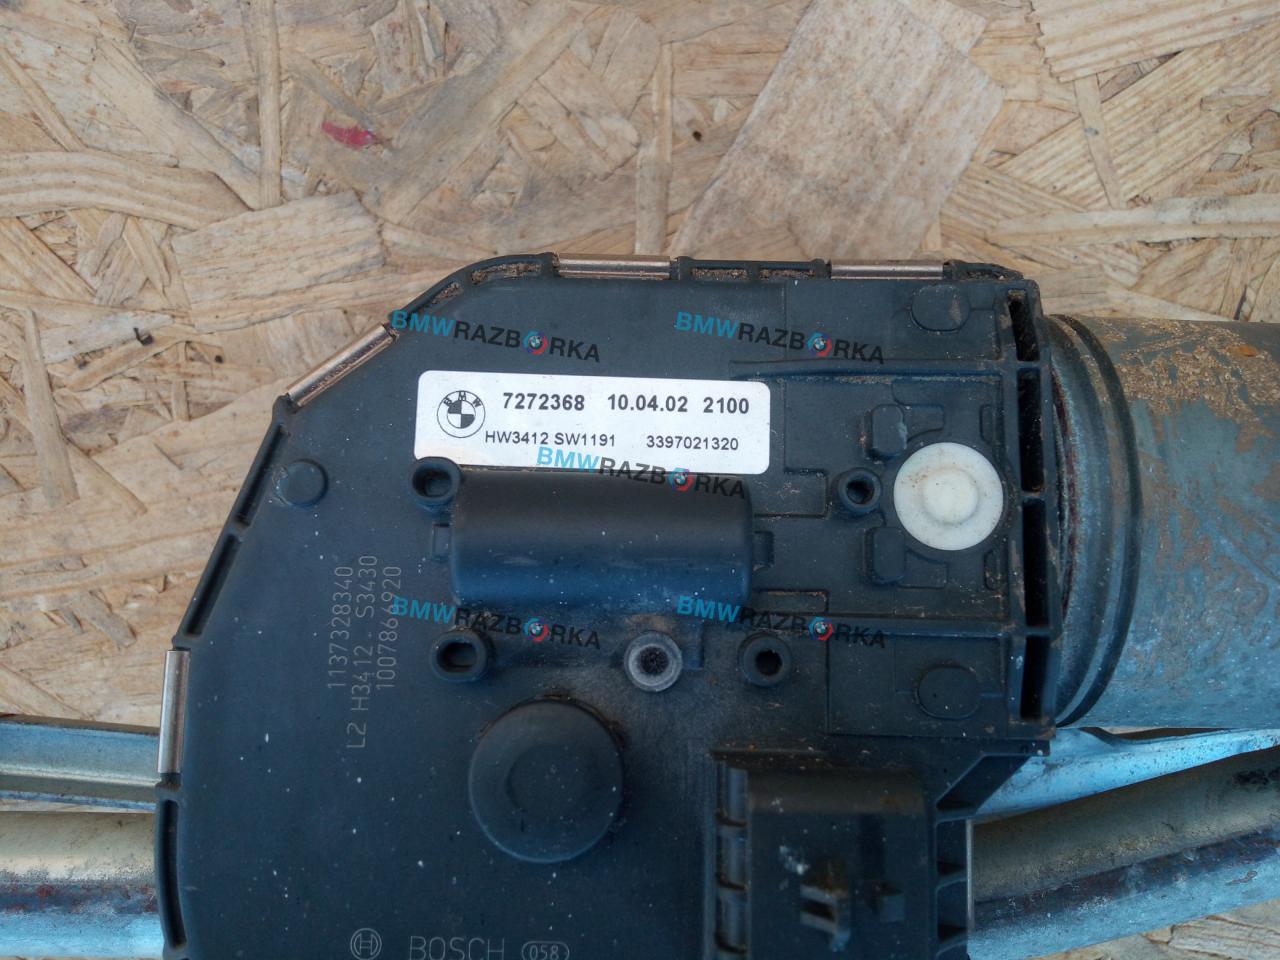 BMWRAZBORKA
BMWRAZBORKA
BMW
7272368 10.04.02 2100
HW3412 SW1191 3397021320
BMWRAZBORKA
1137328340
L2 H3412 S3430
1007866920
BMWRAZBORKA
BMWRAZBORKA
BOSCH 058